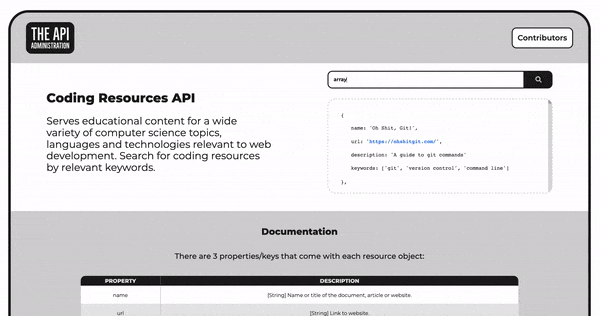 THE API
ADMINISTRATION
Contributors
array
Coding Resources API
Serves educational content for a wide
variety of computer science topics,
languages and technologies relevant to web
development. Search for coding resources
by relevant keywords.
{
name: 'Oh Shit, Git!',
url: 'https://ohshitgit.com/',
description: 'A guide to git commands'
keywords: ['git', 'version control', 'command line']
},
Documentation
There are 3 properties/keys that come with each resource object:
PROPERTY DESCRIPTION
name [String] Name or title of the document, article or website.
url [String] Link to website.